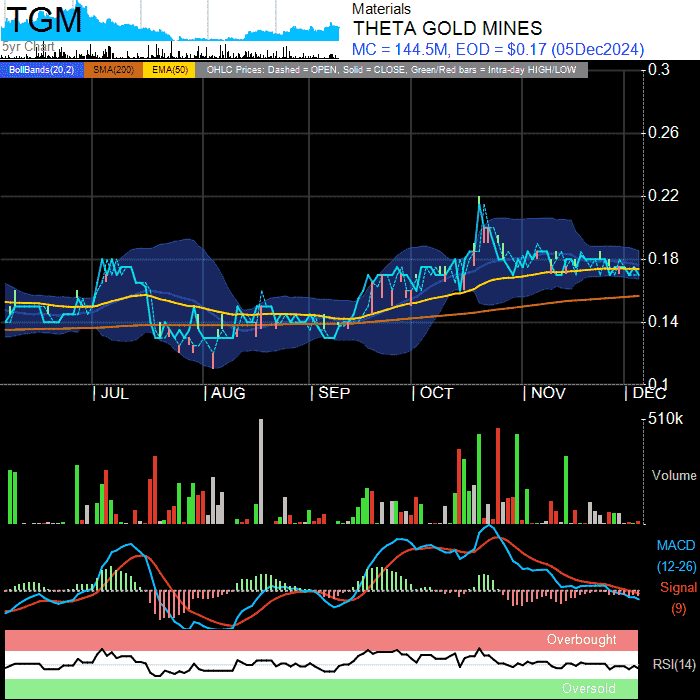 TGM
5yr Chart
Materials
THETA GOLD MINES
MC = 144.5M, EOD = $0.17 (05Dec2024)
BollBands(20,2) SMA(200) EMA(50) OHLC Prices: Dashed = OPEN, Solid = CLOSE, Green/Red bars = Intra-day HIGH/LOW
0.3
0.26
0.22
0.18
0.14
0.1
JUL AUG SEP OCT NOV DEC
510k
Volume
MACD
(12-26)
Signal
(9)
Overbought
RSI(14)
Oversold